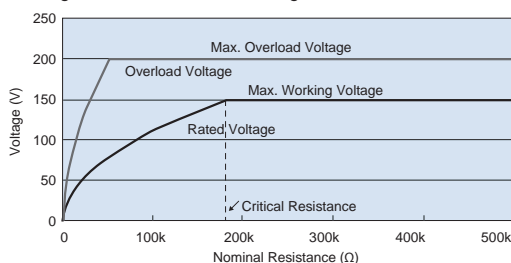 250
200
150
100
50
0
Voltage (V)
Max. Overload Voltage
Overload Voltage
Max. Working Voltage
Rated Voltage
Critical Resistance
0 100k 200k 300k 400k 500k
Nominal Resistance (Ω)